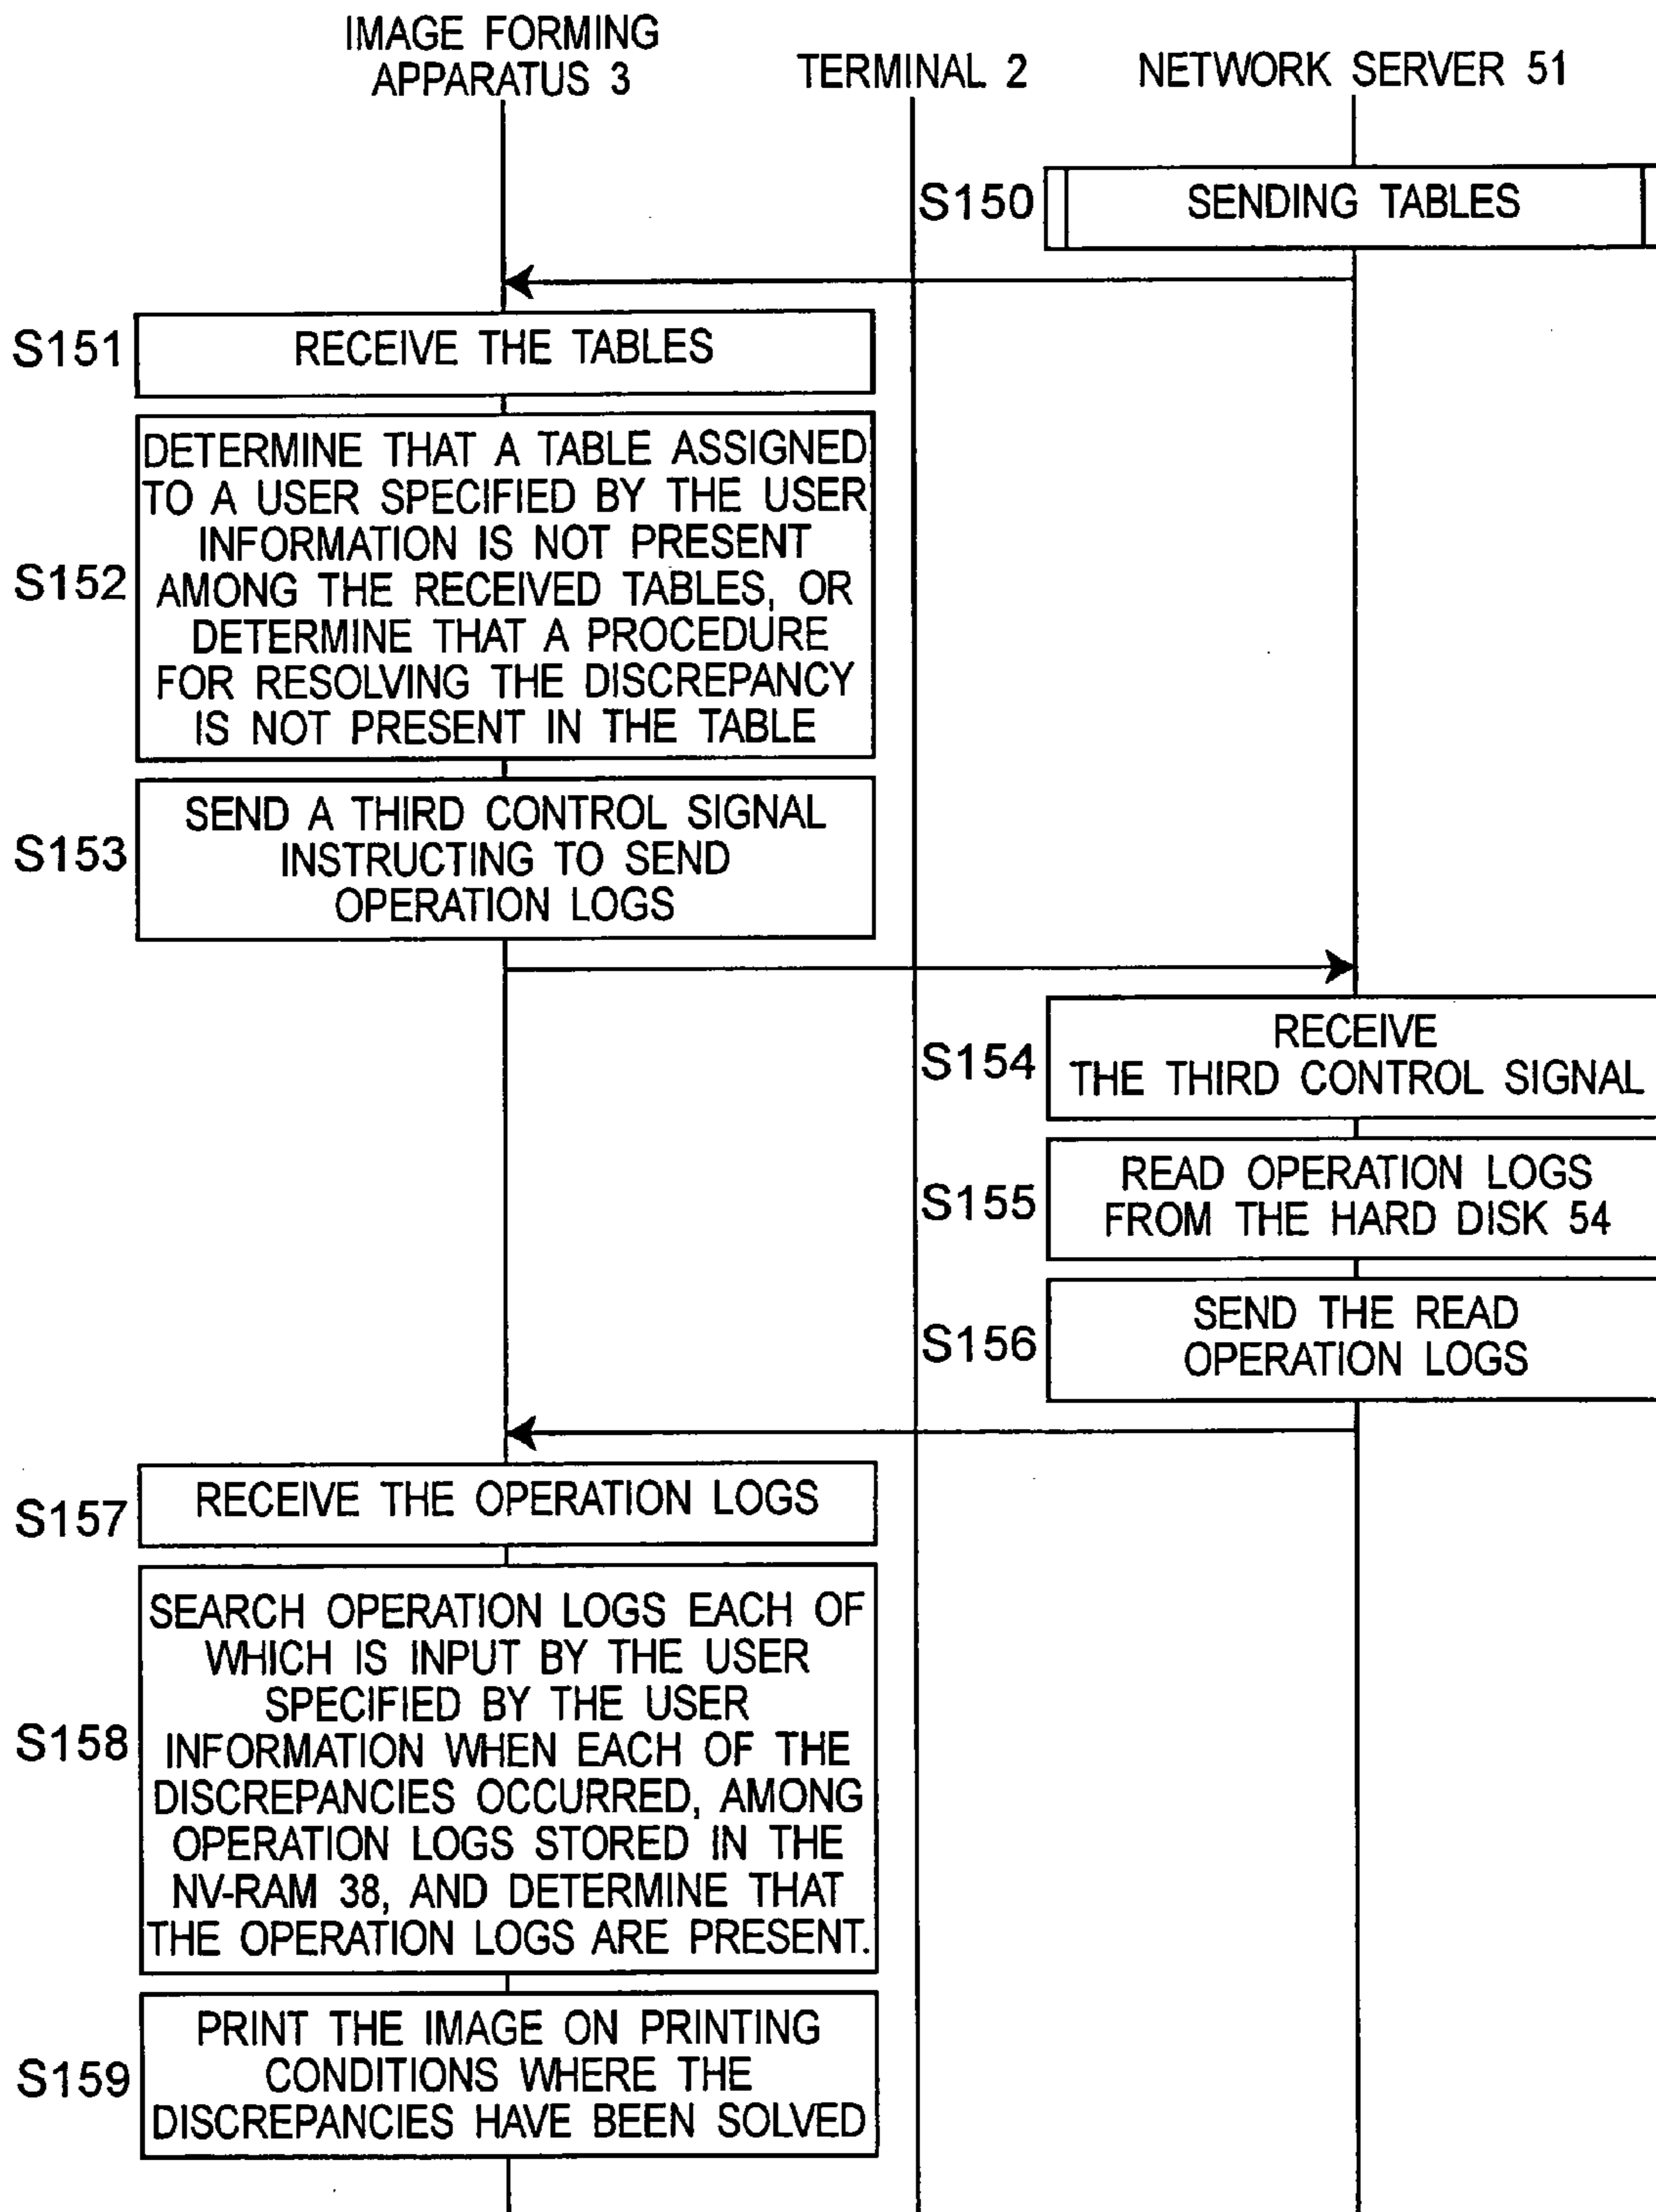 IMAGE FORMING
APPARATUS 3
TERMINAL 2
NETWORK SERVER 51
S150
SENDING TABLES
S151
RECEIVE THE TABLES
S152
DETERMINE THAT A TABLE ASSIGNED
TO A USER SPECIFIED BY THE USER
INFORMATION IS NOT PRESENT
AMONG THE RECEIVED TABLES, OR
DETERMINE THAT A PROCEDURE
FOR RESOLVING THE DISCREPANCY
IS NOT PRESENT IN THE TABLE
S153
SEND A THIRD CONTROL SIGNAL
INSTRUCTING TO SEND
OPERATION LOGS
S154
RECEIVE
THE THIRD CONTROL SIGNAL
S155
READ OPERATION LOGS
FROM THE HARD DISK 54
S156
SEND THE READ
OPERATION LOGS
S157
RECEIVE THE OPERATION LOGS
S158
SEARCH OPERATION LOGS EACH OF
WHICH IS INPUT BY THE USER
SPECIFIED BY THE USER
INFORMATION WHEN EACH OF THE
DISCREPANCIES OCCURRED, AMONG
OPERATION LOGS STORED IN THE
NV-RAM 38, AND DETERMINE THAT
THE OPERATION LOGS ARE PRESENT.
S159
PRINT THE IMAGE ON PRINTING
CONDITIONS WHERE THE
DISCREPANCIES HAVE BEEN SOLVED